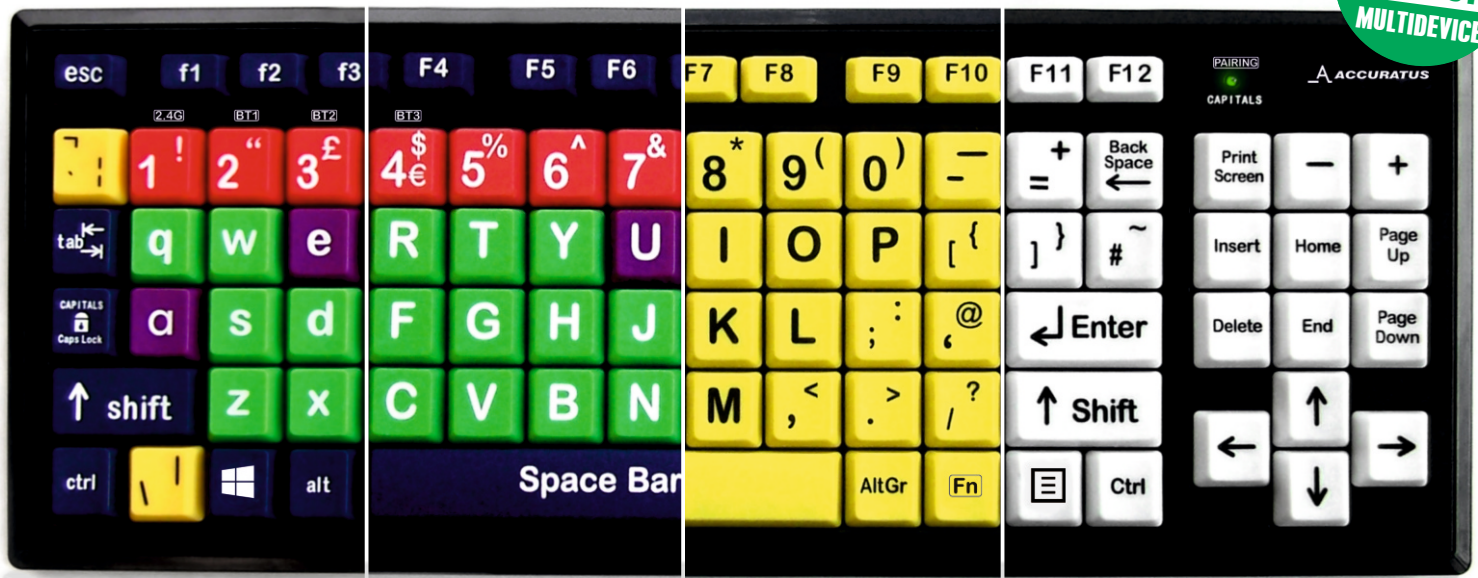 MULTIDEVICE
esc f1 f2 f3 F4 F5 F6 F7 F8 F9 F10 F11 F12
PAIRING
CAPITALS
ACCURATUS
2.4G BT1 BT2 BT3
¬ ` ¦ 1 ! 2 “ 3 £ 4 $ € 5 % 6 ^ 7 & 8 * 9 ( 0 ) _ - + = Back
Space
←
Print
Screen
− +
tab q w e R T Y U I O P [ { ] } # ~
Insert Home Page
Up
CAPITALS
Caps Lock
a s d F G H J K L ; : ‘ @ Enter
Delete End Page
Down
↑ shift z x C V B N M , < . > / ? ↑ Shift
↑
ctrl \ | alt Space Bar AltGr Fn Ctrl
← ↓ →